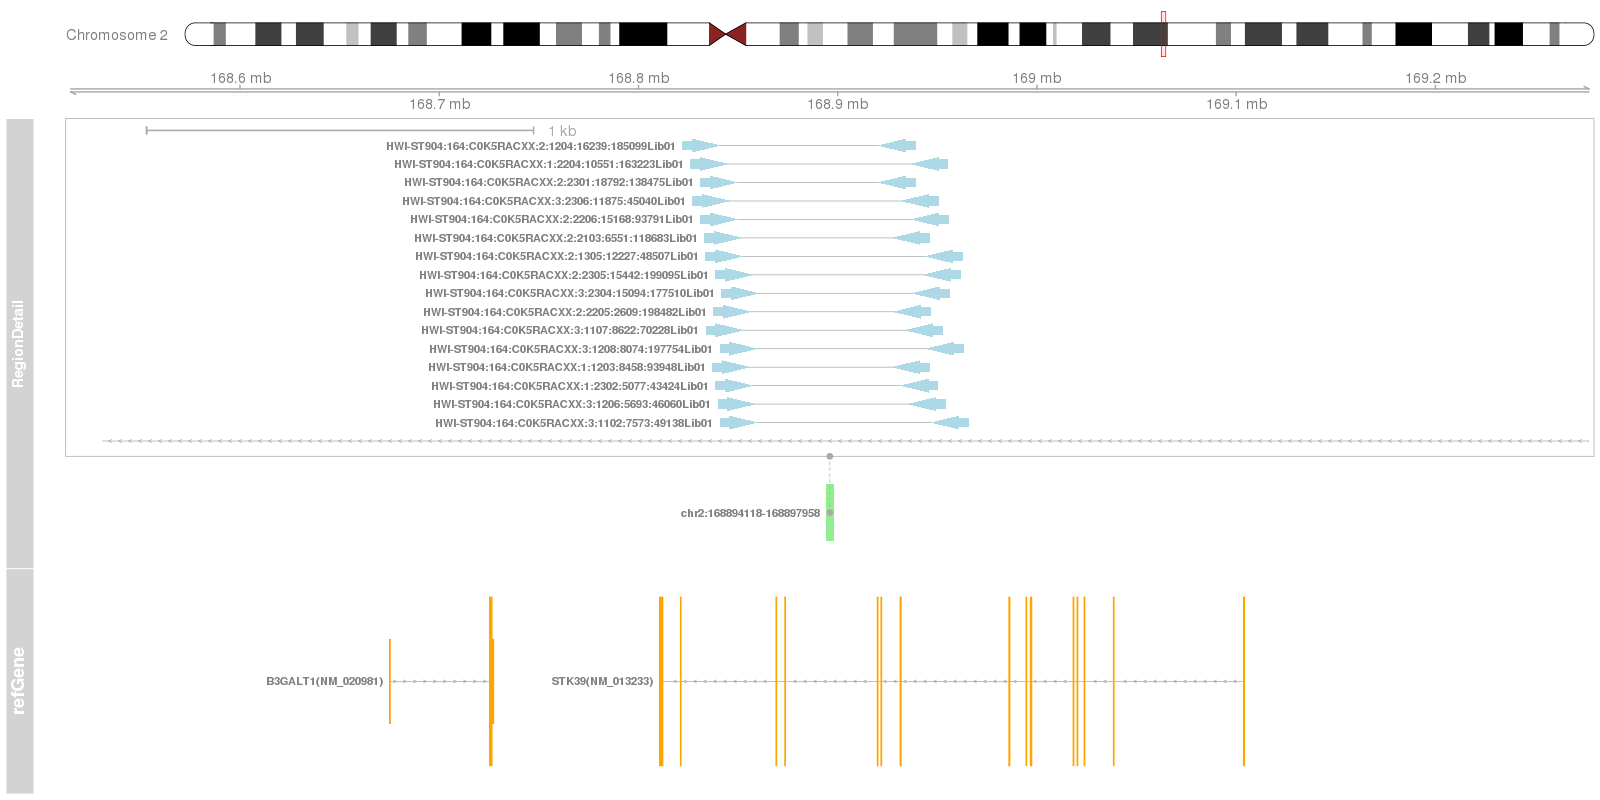 Chromosome 2
168.6 mb
168.8 mb
169 mb
169.2 mb
168.7 mb
168.9 mb
169.1 mb
1 kb
HWI-ST904:164:C0K5RACXX:2:1204:16239:185099Lib01
HWI-ST904:164:C0K5RACXX:1:2204:10551:163223Lib01
HWI-ST904:164:C0K5RACXX:2:2301:18792:138475Lib01
HWI-ST904:164:C0K5RACXX:3:2306:11875:45040Lib01
HWI-ST904:164:C0K5RACXX:2:2206:15168:93791Lib01
HWI-ST904:164:C0K5RACXX:2:2103:6551:118683Lib01
HWI-ST904:164:C0K5RACXX:2:1305:12227:48507Lib01
HWI-ST904:164:C0K5RACXX:2:2305:15442:199095Lib01
HWI-ST904:164:C0K5RACXX:3:2304:15094:177510Lib01
HWI-ST904:164:C0K5RACXX:2:2205:2609:198482Lib01
HWI-ST904:164:C0K5RACXX:3:1107:8622:70228Lib01
HWI-ST904:164:C0K5RACXX:3:1208:8074:197754Lib01
HWI-ST904:164:C0K5RACXX:1:1203:8458:93948Lib01
HWI-ST904:164:C0K5RACXX:1:2302:5077:43424Lib01
HWI-ST904:164:C0K5RACXX:3:1206:5693:46060Lib01
HWI-ST904:164:C0K5RACXX:3:1102:7573:49138Lib01
RegionDetail
chr2:168894118-168897958
refGene
B3GALT1(NM_020981)
STK39(NM_013233)